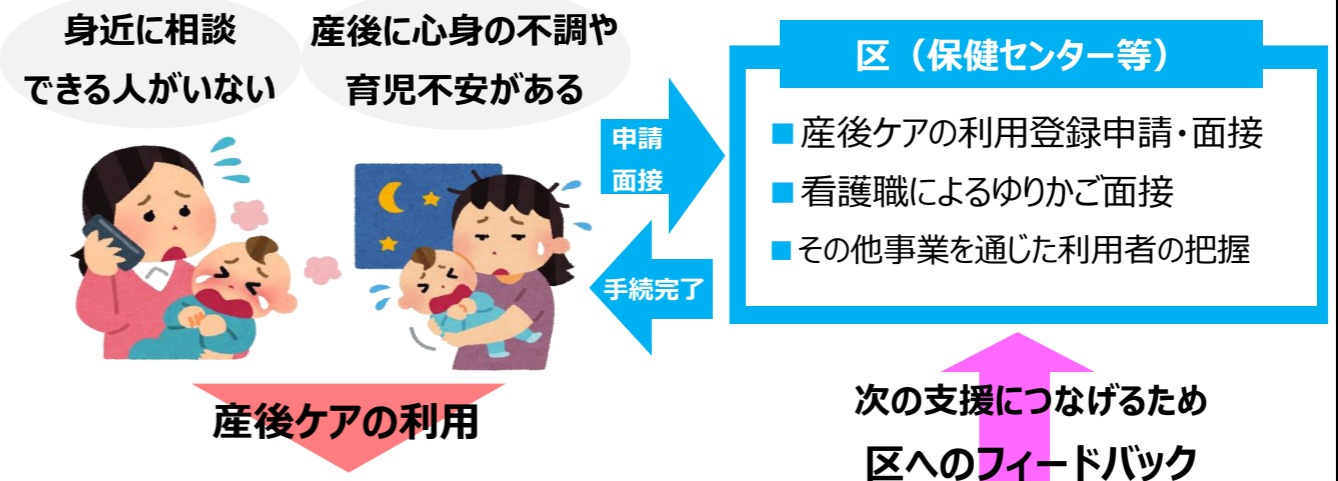 身近に相談
できる人がいない
産後に心身の不調や
育児不安がある
申請
面接
手続完了
区（保健センター等）
■産後ケアの利用登録申請・面接
■看護職によるゆりかご面接
■その他事業を通じた利用者の把握
産後ケアの利用
次の支援につなげるため
区へのフィードバック